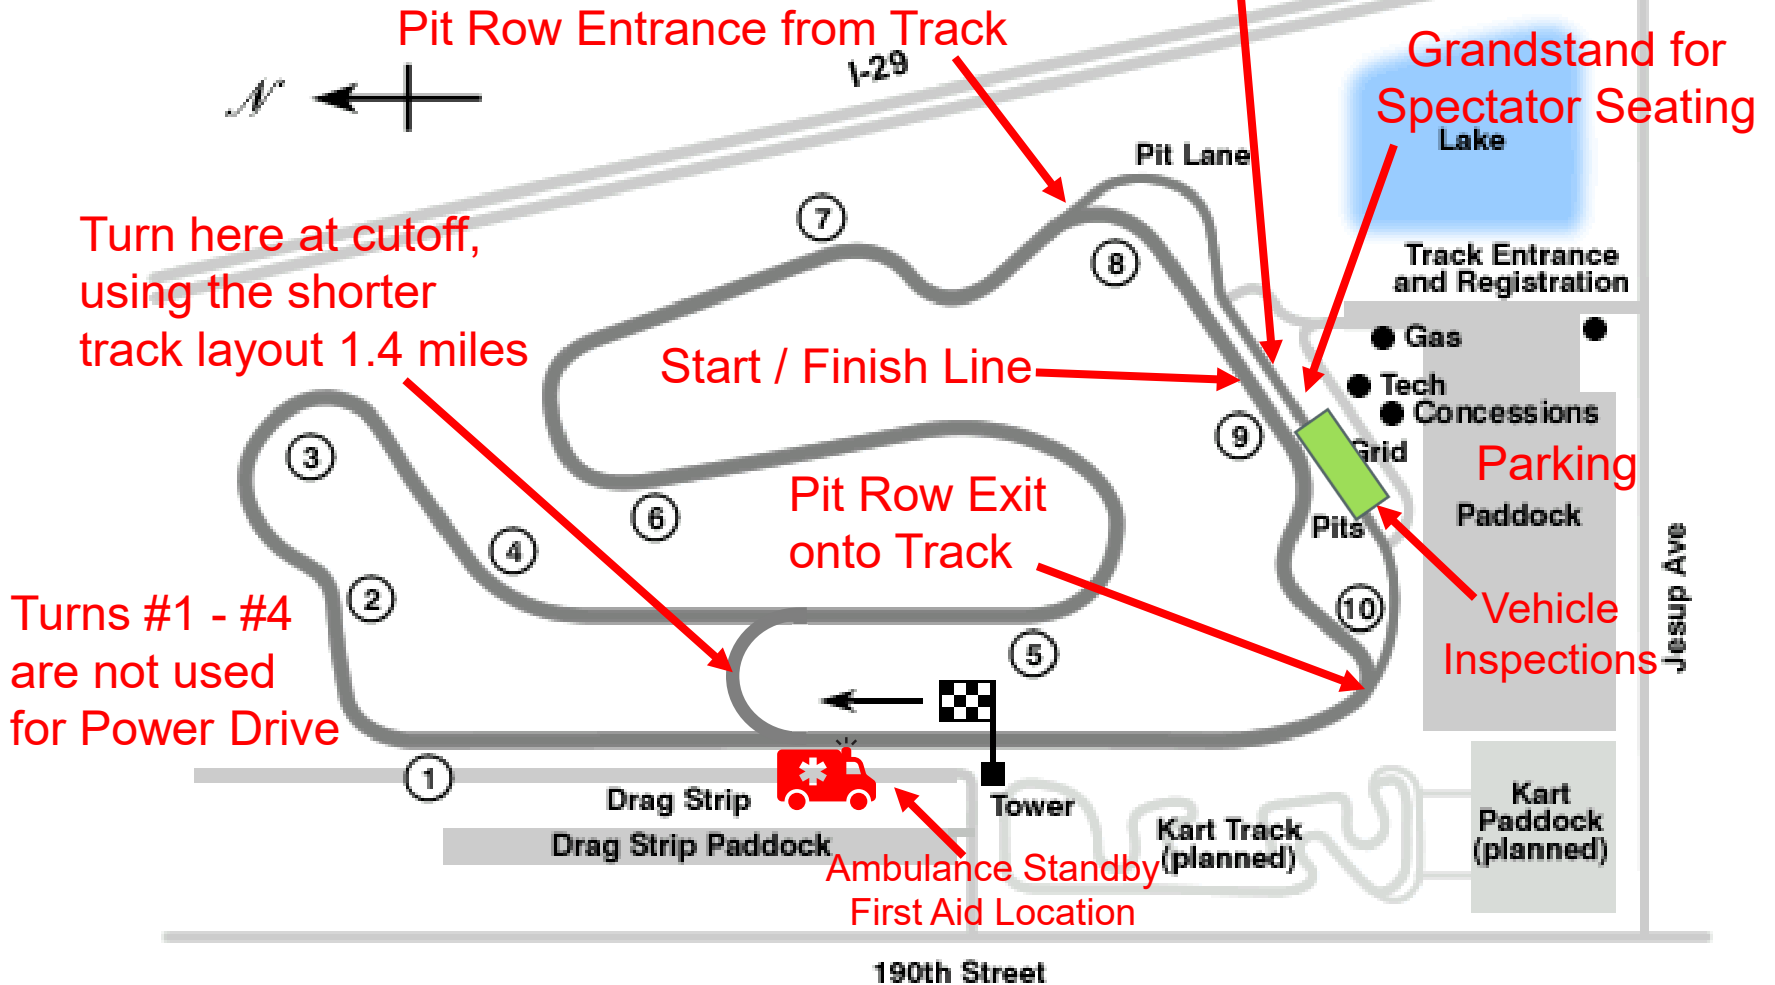 Pit Row Entrance from Track
I-29
N
Grandstand for
Spectator Seating
Lake
Pit Lane
Turn here at cutoff,
using the shorter
track layout 1.4 miles
7
8
Track Entrance
and Registration
Gas
Tech
Concessions
Start / Finish Line
9
3
Grid
Parking
Paddock
Pit Row Exit
onto Track
6
4
Pits
2
10
Turns #1 - #4
are not used
for Power Drive
5
Vehicle
Inspections
Jesup Ave
1
Drag Strip
Tower
Drag Strip Paddock
Kart Track
(planned)
Kart
Paddock
(planned)
Ambulance Standby
First Aid Location
190th Street